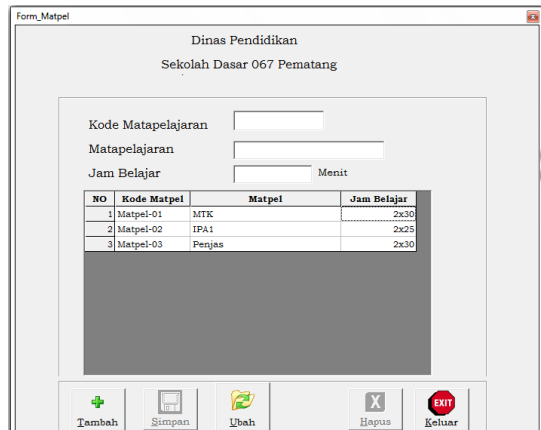 Form_Matpel
Dinas Pendidikan
Sekolah Dasar 067 Pematang
Kode Matapelajaran
Matapelajaran
Jam Belajar Menit
NO Kode Matpel Matpel Jam Belajar
1 Matpel-01 MTK 2x30
2 Matpel-02 IPA1 2x25
3 Matpel-03 Penjas 2x30
X EXIT
Tambah Simpan Ubah Hapus Keluar